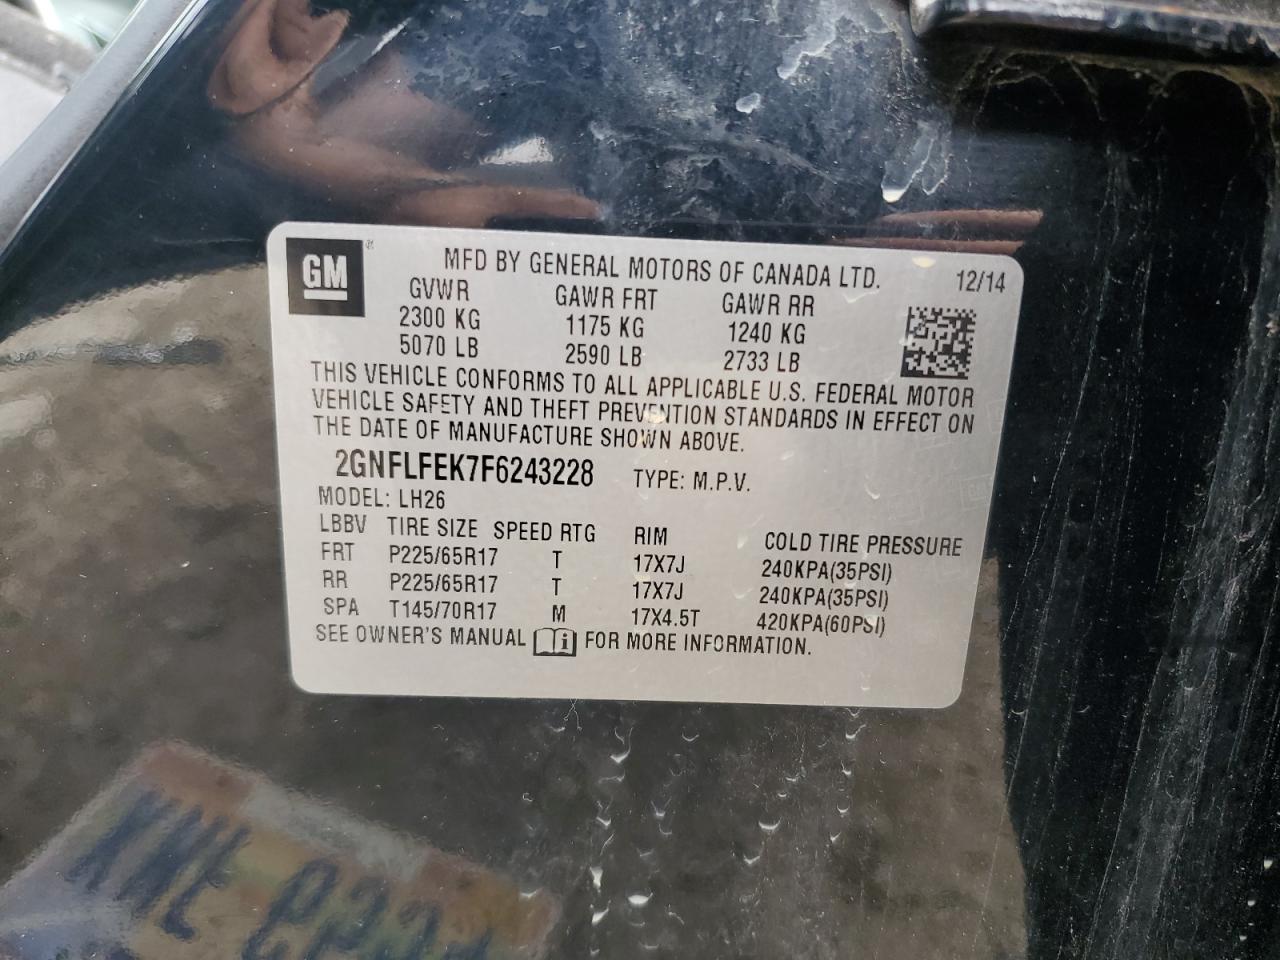 GM ®
MFD BY GENERAL MOTORS OF CANADA LTD. 12/14
GVWR GAWR FRT GAWR RR
2300 KG 1175 KG 1240 KG
5070 LB 2590 LB 2733 LB
THIS VEHICLE CONFORMS TO ALL APPLICABLE U.S. FEDERAL MOTOR
VEHICLE SAFETY AND THEFT PREVENTION STANDARDS IN EFFECT ON
THE DATE OF MANUFACTURE SHOWN ABOVE.
2GNFLFEK7F6243228 TYPE: M.P.V.
MODEL: LH26
LBBV TIRE SIZE SPEED RTG RIM COLD TIRE PRESSURE
FRT P225/65R17 T 17X7J 240KPA(35PSI)
RR P225/65R17 T 17X7J 240KPA(35PSI)
SPA T145/70R17 M 17X4.5T 420KPA(60PSI)
SEE OWNER'S MANUAL FOR MORE INFORMATION.